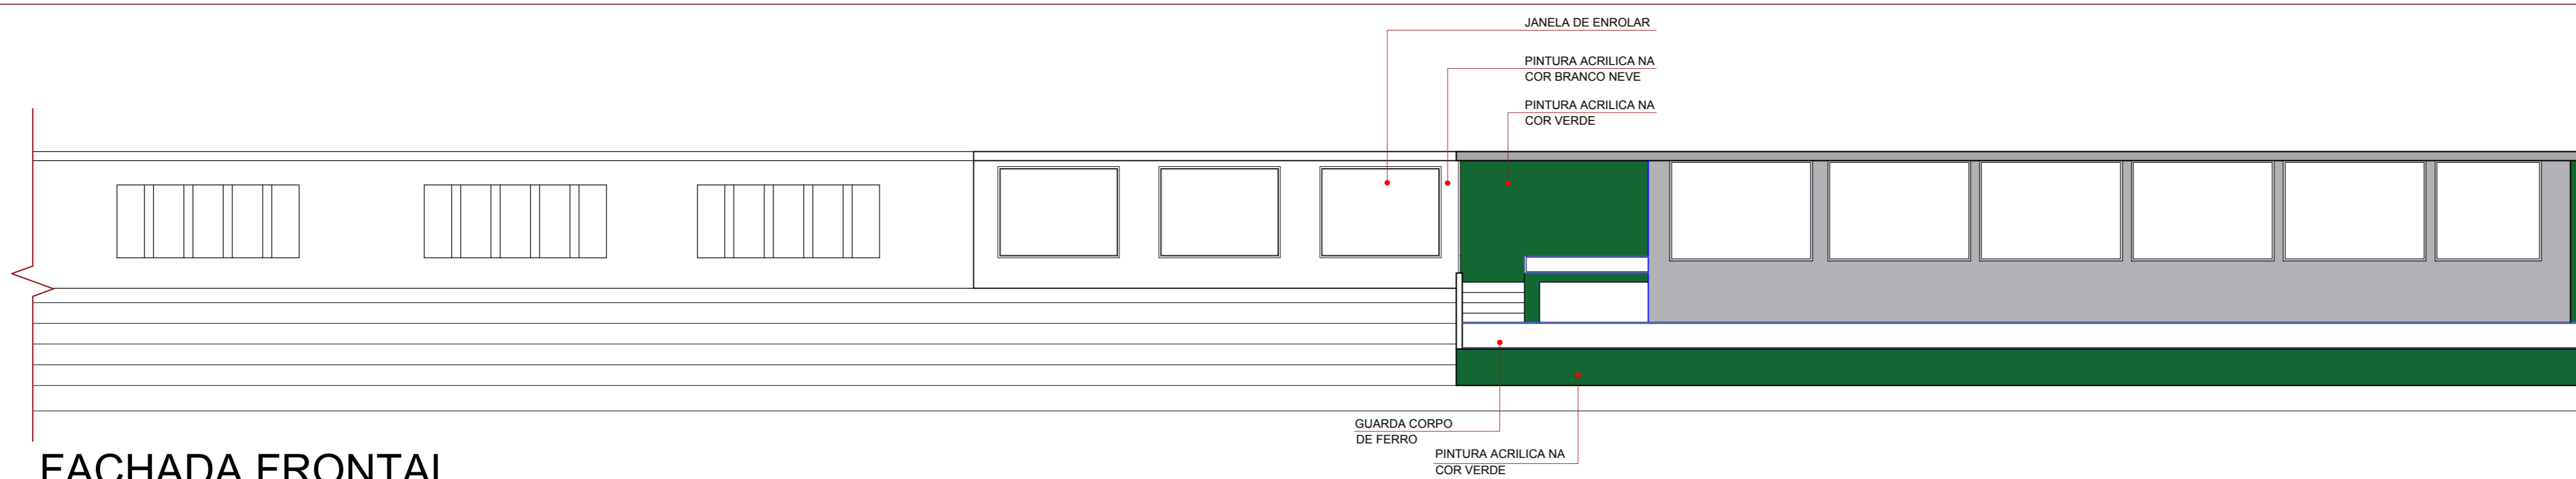 JANELA DE ENROLAR
PINTURA ACRILICA NA
COR BRANCO NEVE
PINTURA ACRILICA NA
COR VERDE
GUARDA CORPO
DE FERRO
PINTURA ACRILICA NA
COR VERDE
FACHADA FRONTAL